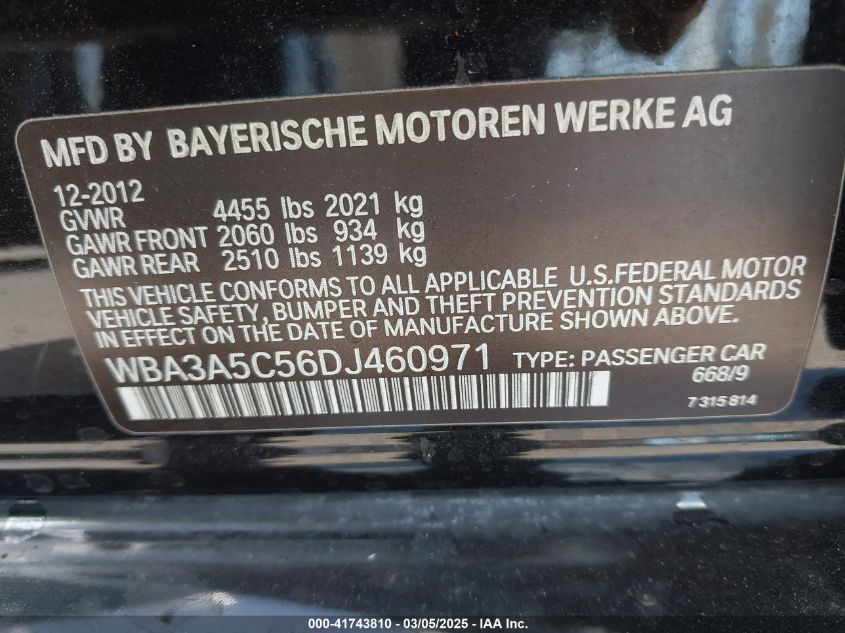 MFD BY BAYERISCHE MOTOREN WERKE AG
12-2012
GVWR 4455 lbs 2021 kg
GAWR FRONT 2060 lbs 934 kg
GAWR REAR 2510 lbs 1139 kg
THIS VEHICLE CONFORMS TO ALL APPLICABLE U.S.FEDERAL MOTOR
VEHICLE SAFETY, BUMPER AND THEFT PREVENTION STANDARDS
IN EFFECT ON THE DATE OF MANUFACTURE SHOWN ABOVE.
WBA3A5C56DJ460971 TYPE: PASSENGER CAR
668/9
7 315 814
000-41743810 - 03/05/2025 - IAA Inc.